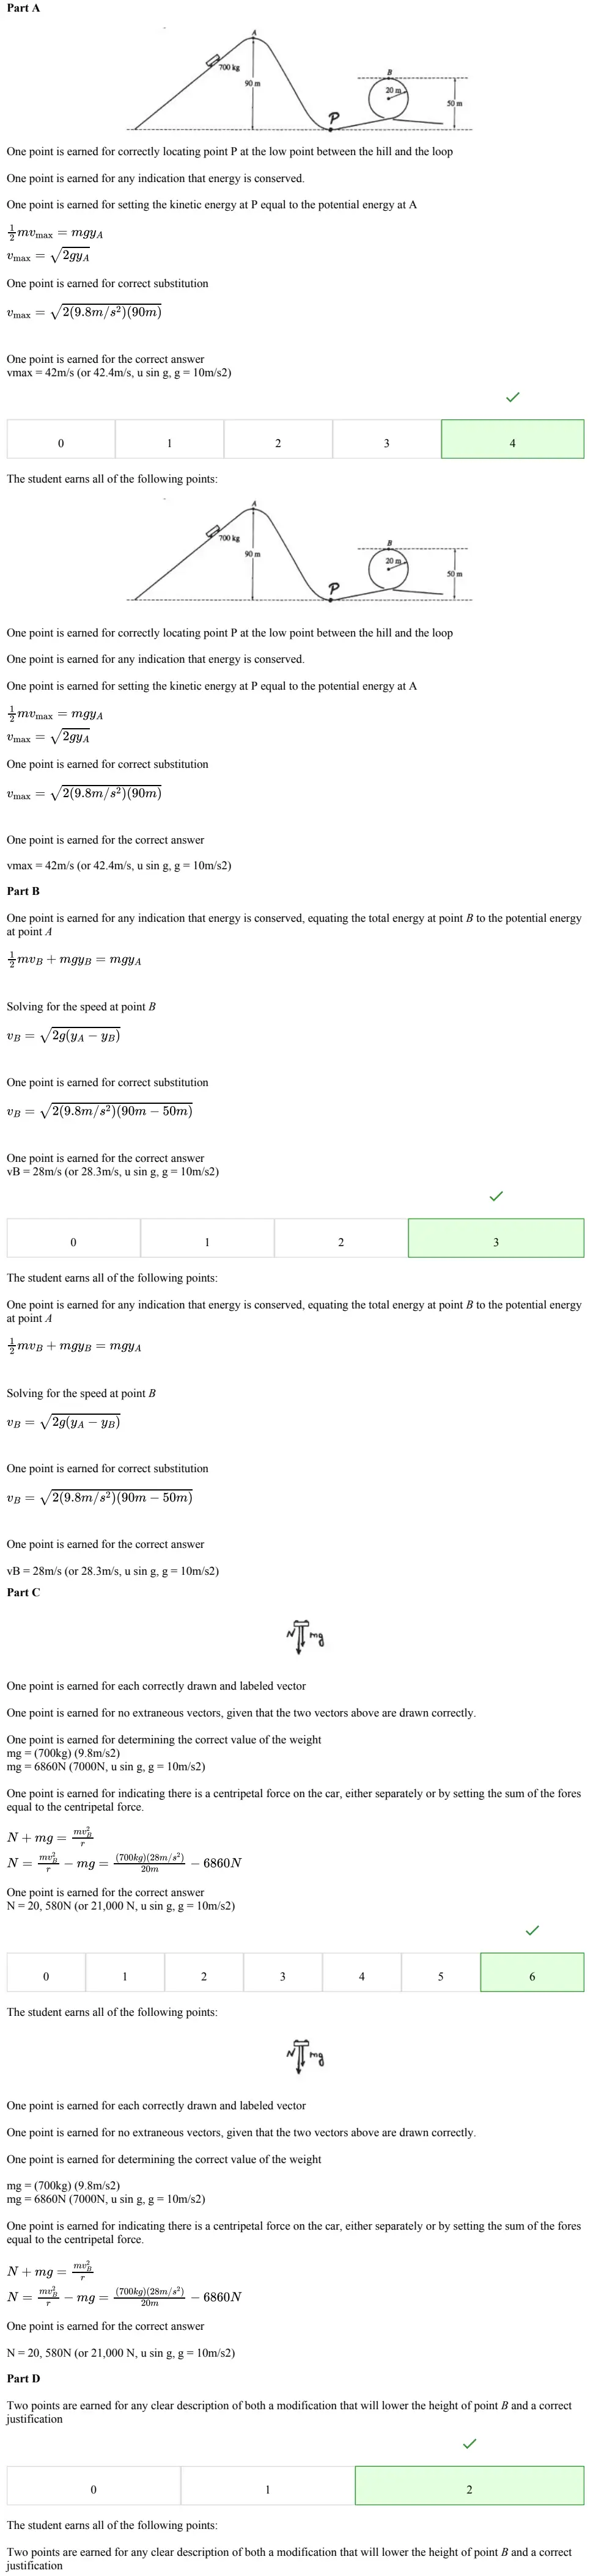 Part A
A
700 kg
90 m
P
B
20 m
50 m
One point is earned for correctly locating point P at the low point between the hill and the loop
One point is earned for any indication that energy is conserved.
One point is earned for setting the kinetic energy at P equal to the potential energy at A
½mv_max = mgy_A
v_max = √(2gy_A)
One point is earned for correct substitution
v_max = √(2(9.8m/s²)(90m))
One point is earned for the correct answer
vmax = 42m/s (or 42.4m/s, u sin g, g = 10m/s2)
0 1 2 3 4
The student earns all of the following points:
A
700 kg
90 m
P
B
20 m
50 m
One point is earned for correctly locating point P at the low point between the hill and the loop
One point is earned for any indication that energy is conserved.
One point is earned for setting the kinetic energy at P equal to the potential energy at A
½mv_max = mgy_A
v_max = √(2gy_A)
One point is earned for correct substitution
v_max = √(2(9.8m/s²)(90m))
One point is earned for the correct answer
vmax = 42m/s (or 42.4m/s, u sin g, g = 10m/s2)
Part B
One point is earned for any indication that energy is conserved, equating the total energy at point B to the potential energy
at point A
½mv_B + mgy_B = mgy_A
Solving for the speed at point B
v_B = √(2g(y_A − y_B))
One point is earned for correct substitution
v_B = √(2(9.8m/s²)(90m − 50m))
One point is earned for the correct answer
vB = 28m/s (or 28.3m/s, u sin g, g = 10m/s2)
0 1 2 3
The student earns all of the following points:
One point is earned for any indication that energy is conserved, equating the total energy at point B to the potential energy
at point A
½mv_B + mgy_B = mgy_A
Solving for the speed at point B
v_B = √(2g(y_A − y_B))
One point is earned for correct substitution
v_B = √(2(9.8m/s²)(90m − 50m))
One point is earned for the correct answer
vB = 28m/s (or 28.3m/s, u sin g, g = 10m/s2)
Part C
N mg
One point is earned for each correctly drawn and labeled vector
One point is earned for no extraneous vectors, given that the two vectors above are drawn correctly.
One point is earned for determining the correct value of the weight
mg = (700kg) (9.8m/s2)
mg = 6860N (7000N, u sin g, g = 10m/s2)
One point is earned for indicating there is a centripetal force on the car, either separately or by setting the sum of the fores
equal to the centripetal force.
N + mg = mv_B²/r
N = mv_B²/r − mg = (700kg)(28m/s²)/20m − 6860N
One point is earned for the correct answer
N = 20, 580N (or 21,000 N, u sin g, g = 10m/s2)
0 1 2 3 4 5 6
The student earns all of the following points:
N mg
One point is earned for each correctly drawn and labeled vector
One point is earned for no extraneous vectors, given that the two vectors above are drawn correctly.
One point is earned for determining the correct value of the weight
mg = (700kg) (9.8m/s2)
mg = 6860N (7000N, u sin g, g = 10m/s2)
One point is earned for indicating there is a centripetal force on the car, either separately or by setting the sum of the fores
equal to the centripetal force.
N + mg = mv_B²/r
N = mv_B²/r − mg = (700kg)(28m/s²)/20m − 6860N
One point is earned for the correct answer
N = 20, 580N (or 21,000 N, u sin g, g = 10m/s2)
Part D
Two points are earned for any clear description of both a modification that will lower the height of point B and a correct
justification
0 1 2
The student earns all of the following points:
Two points are earned for any clear description of both a modification that will lower the height of point B and a correct
justification